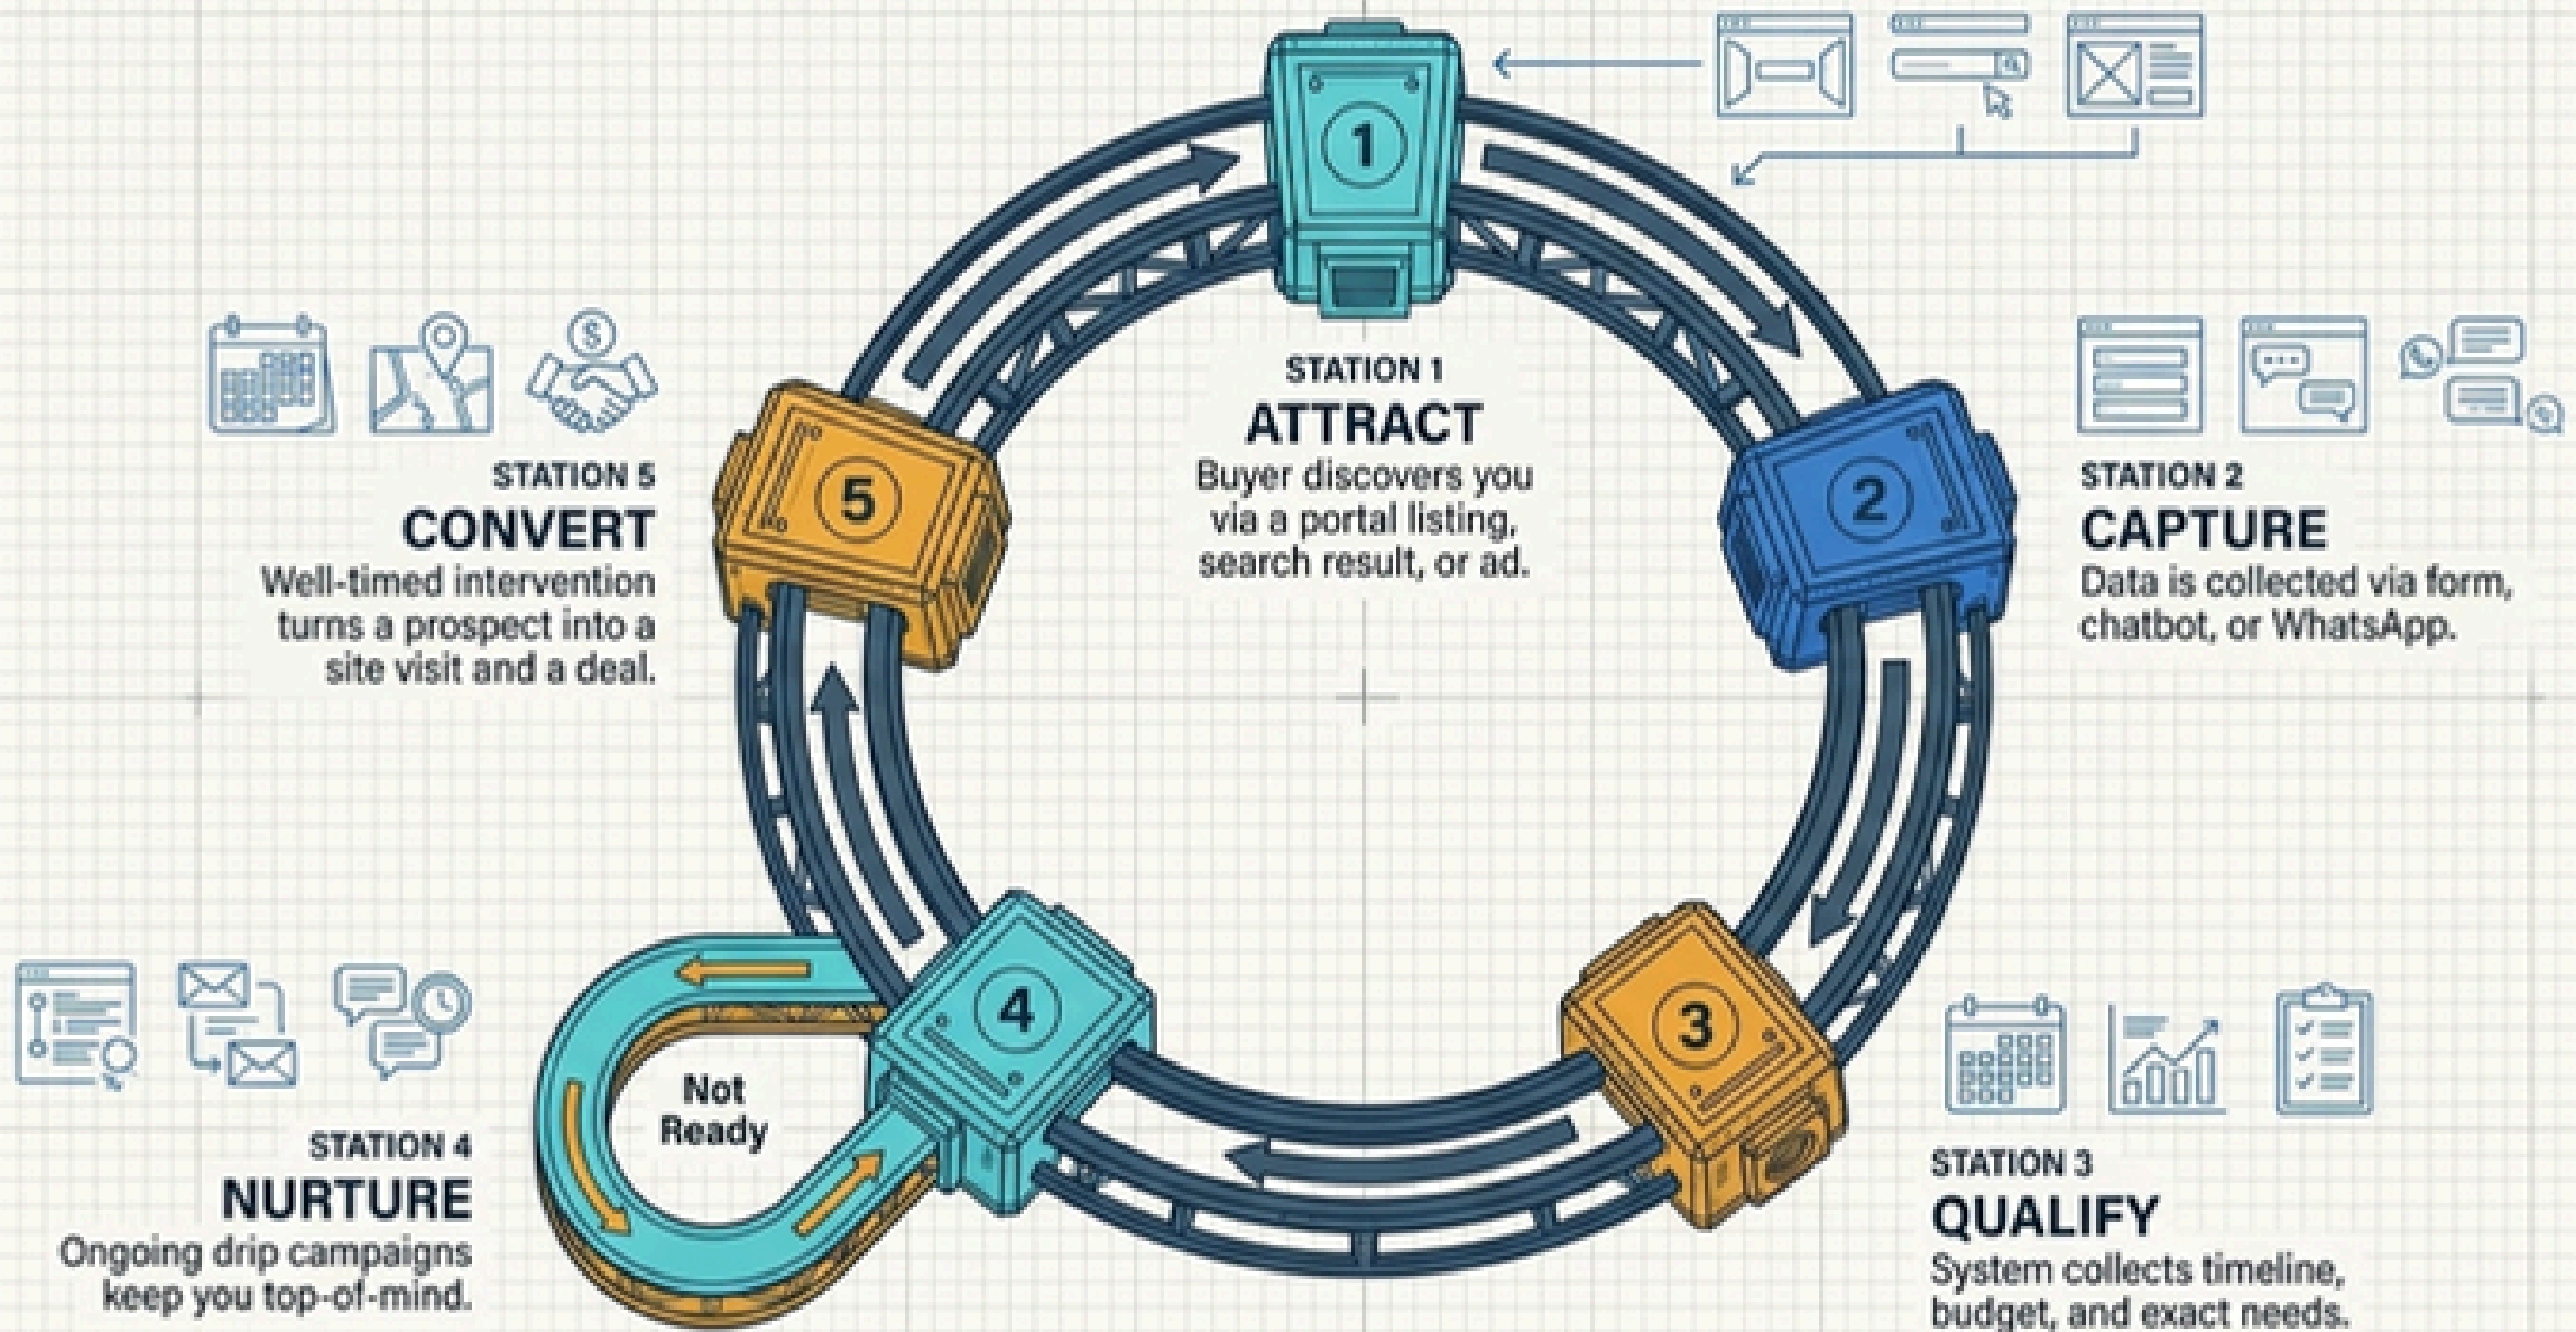 1
STATION 1
ATTRACT
Buyer discovers you
via a portal listing,
search result, or ad.
2
STATION 2
CAPTURE
Data is collected via form,
chatbot, or WhatsApp.
3
STATION 3
QUALIFY
System collects timeline,
budget, and exact needs.
4
STATION 4
NURTURE
Ongoing drip campaigns
keep you top-of-mind.
Not
Ready
5
$
STATION 5
CONVERT
Well-timed intervention
turns a prospect into a
site visit and a deal.